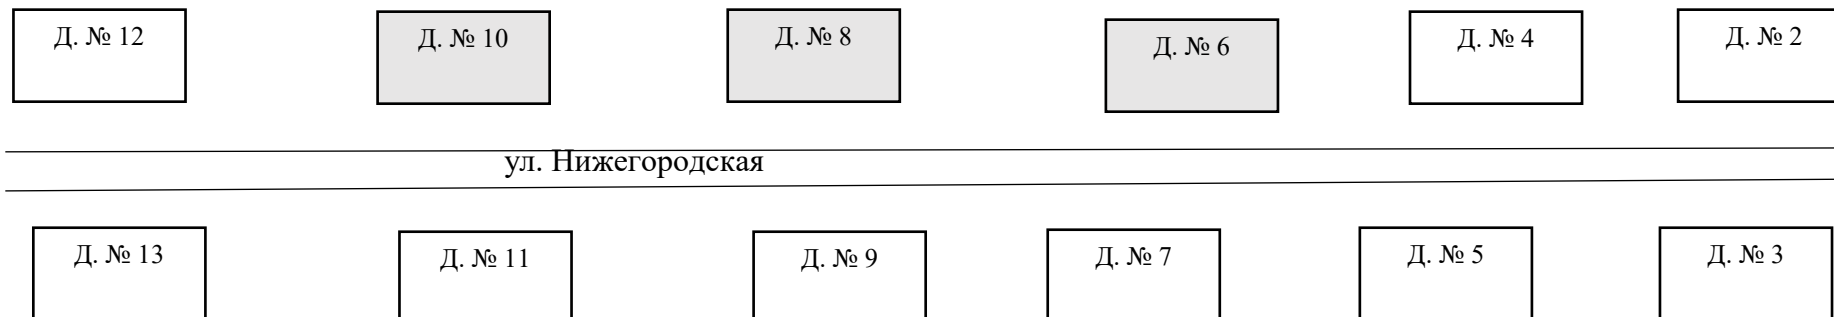 Д. № 12
Д. № 10
Д. № 8
Д. № 6
Д. № 4
Д. № 2
ул. Нижегородская
Д. № 13
Д. № 11
Д. № 9
Д. № 7
Д. № 5
Д. № 3